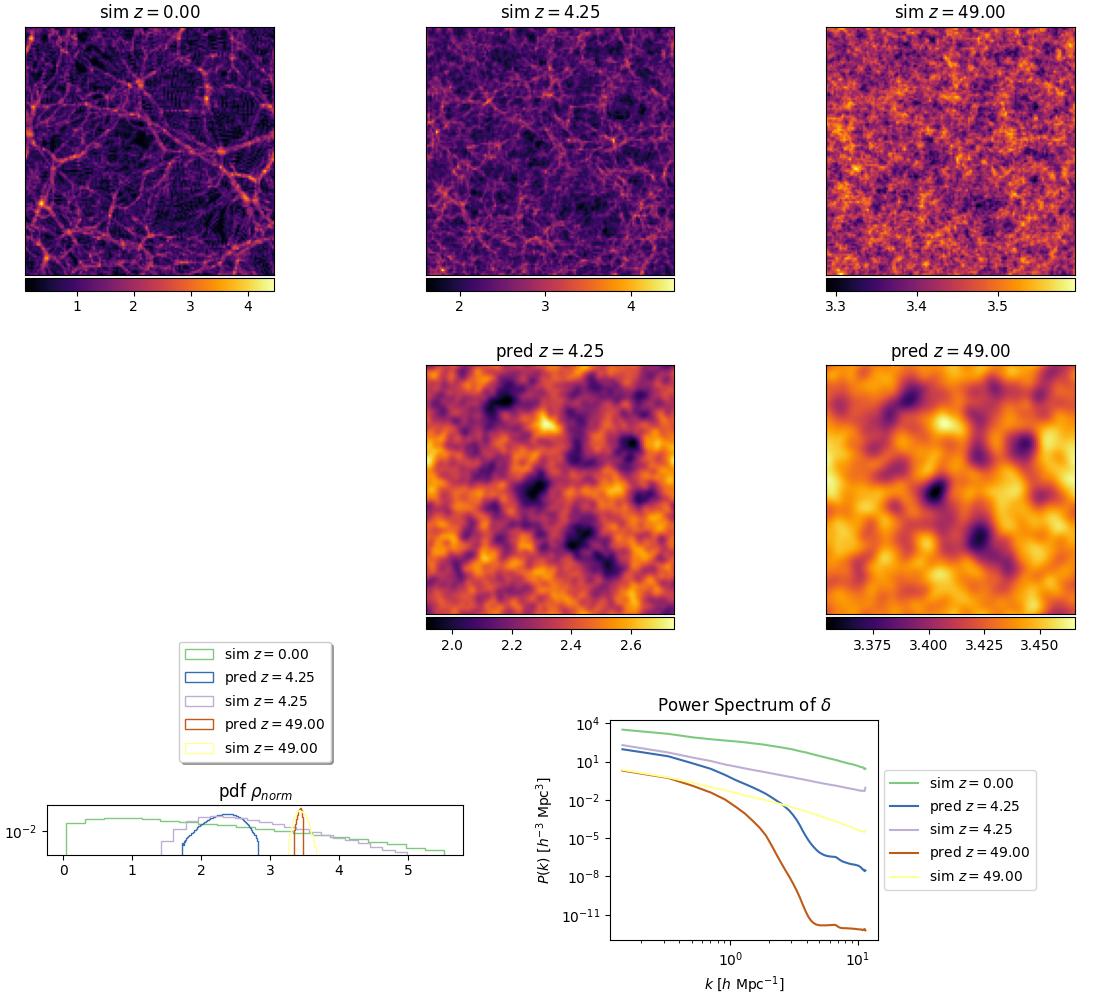 sim z = 0.00
sim z = 4.25
sim z = 49.00
1 2 3 4
2 3 4
3.3 3.4 3.5
pred z = 4.25
pred z = 49.00
2.0 2.2 2.4 2.6
3.375 3.400 3.425 3.450
sim z = 0.00
pred z = 4.25
sim z = 4.25
pred z = 49.00
sim z = 49.00
pdf ρnorm
10−2
0 1 2 3 4 5
Power Spectrum of δ
P(k) [h−3 Mpc3]
104
101
10−2
10−5
10−8
10−11
100 101
k [h Mpc−1]
sim z = 0.00
pred z = 4.25
sim z = 4.25
pred z = 49.00
sim z = 49.00